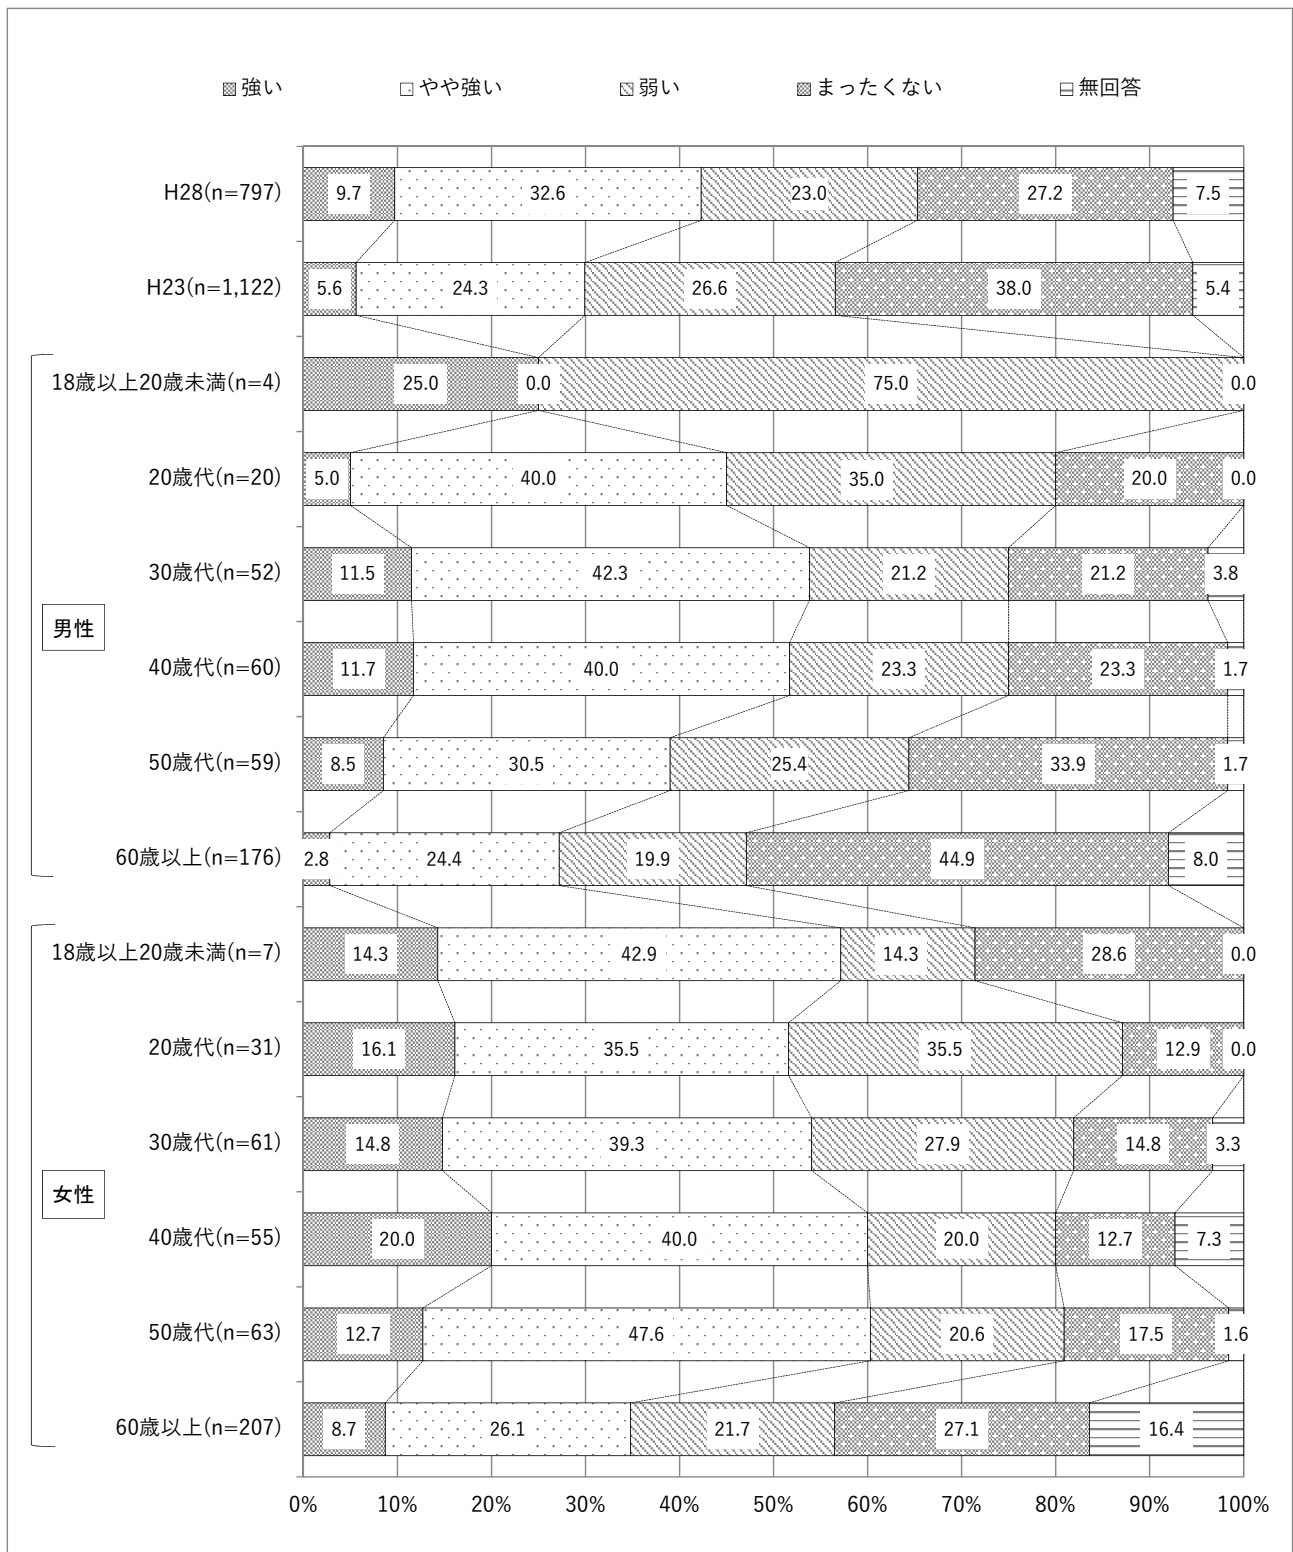 強い やや強い 弱い まったくない 無回答
H28(n=797) 9.7 32.6 23.0 27.2 7.5
H23(n=1,122) 5.6 24.3 26.6 38.0 5.4
18歳以上20歳未満(n=4) 25.0 0.0 75.0 0.0
20歳代(n=20) 5.0 40.0 35.0 20.0 0.0
30歳代(n=52) 11.5 42.3 21.2 21.2 3.8
男性
40歳代(n=60) 11.7 40.0 23.3 23.3 1.7
50歳代(n=59) 8.5 30.5 25.4 33.9 1.7
60歳以上(n=176) 2.8 24.4 19.9 44.9 8.0
18歳以上20歳未満(n=7) 14.3 42.9 14.3 28.6 0.0
20歳代(n=31) 16.1 35.5 35.5 12.9 0.0
30歳代(n=61) 14.8 39.3 27.9 14.8 3.3
女性
40歳代(n=55) 20.0 40.0 20.0 12.7 7.3
50歳代(n=63) 12.7 47.6 20.6 17.5 1.6
60歳以上(n=207) 8.7 26.1 21.7 27.1 16.4
0% 10% 20% 30% 40% 50% 60% 70% 80% 90% 100%